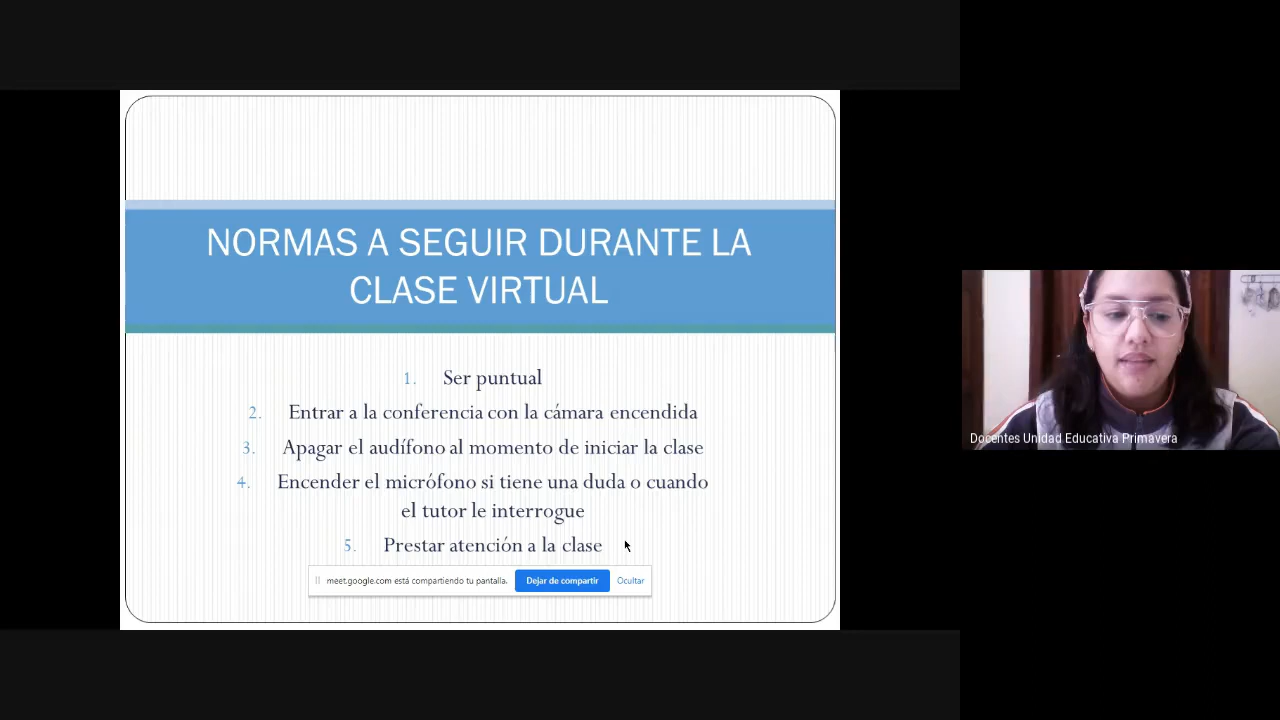 NORMAS A SEGUIR DURANTE LA
CLASE VIRTUAL
1. Ser puntual
2. Entrar a la conferencia con la cámara encendida
3. Apagar el audífono al momento de iniciar la clase
4. Encender el micrófono si tiene una duda o cuando
el tutor le interrogue
5. Prestar atención a la clase
meet.google.com está compartiendo tu pantalla. Dejar de compartir Ocultar
Docentes Unidad Educativa Primavera